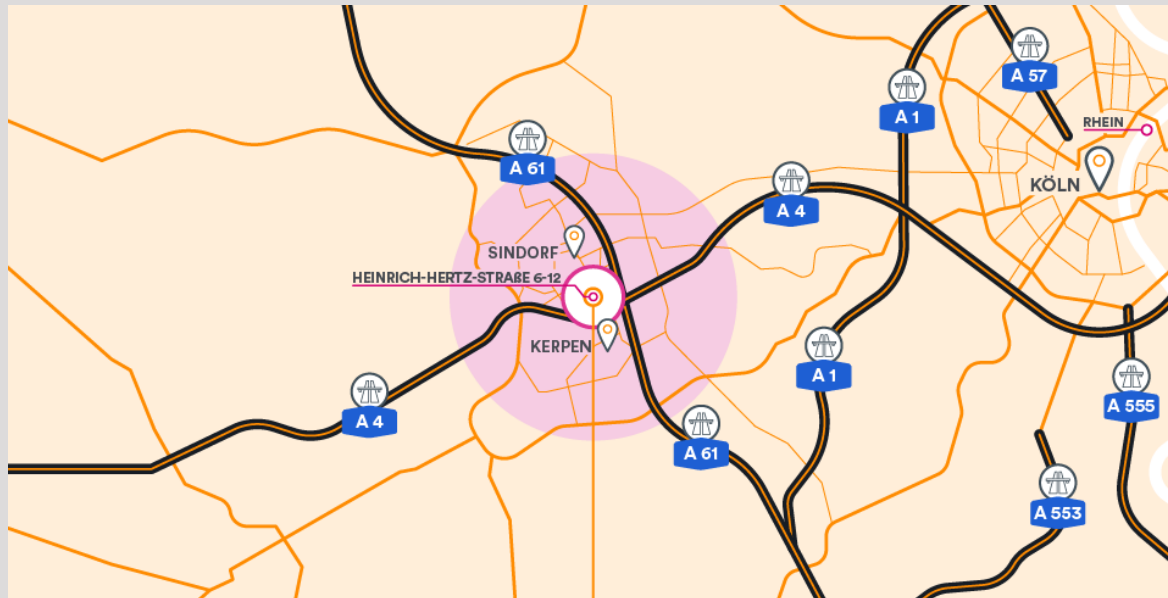 A 57
A 1
RHEIN
A 61
KÖLN
A 4
SINDORF
HEINRICH-HERTZ-STRAßE 6-12
KERPEN
A 1
A 4
A 555
A 61
A 553